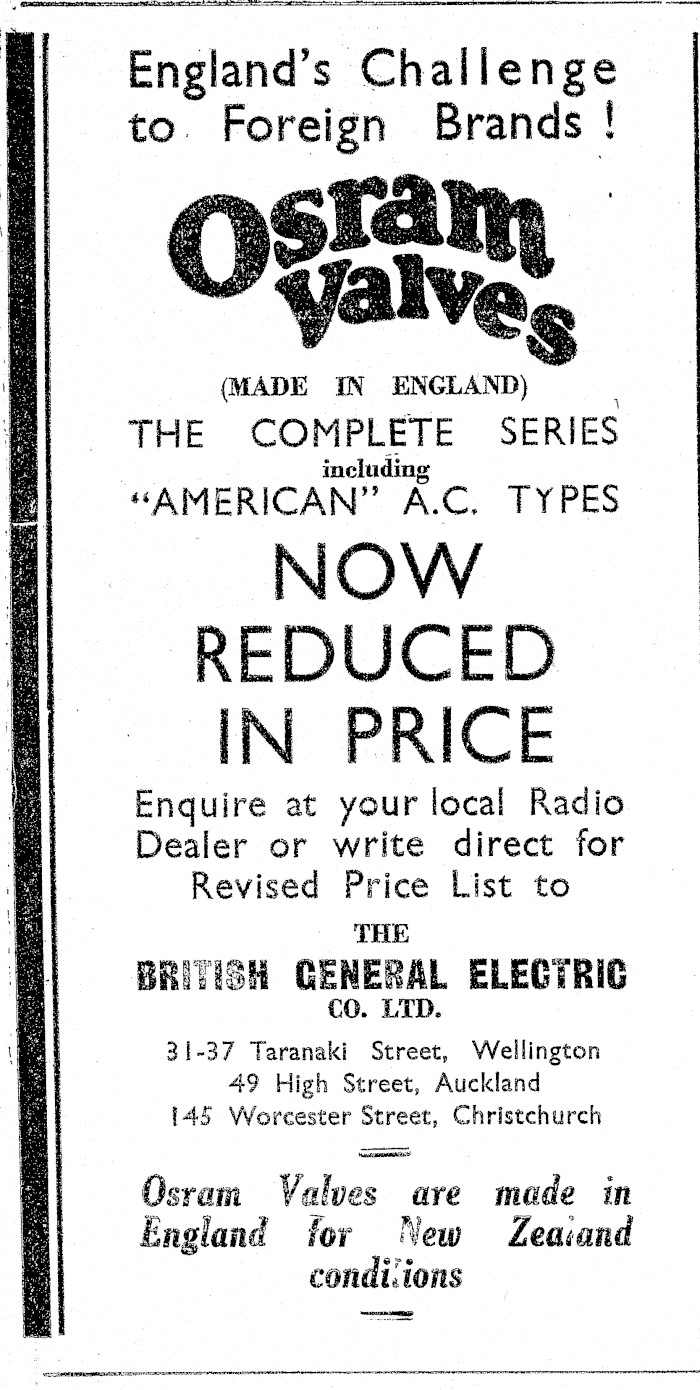 England's Challenge
to Foreign Brands !
Osram
Valves
(MADE IN ENGLAND)
THE COMPLETE SERIES
including
"AMERICAN" A.C. TYPES
NOW
REDUCED
IN PRICE
Enquire at your local Radio
Dealer or write direct for
Revised Price List to
THE
BRITISH GENERAL ELECTRIC
CO. LTD.
31-37 Taranaki Street, Wellington
49 High Street, Auckland
145 Worcester Street, Christchurch
Osram Valves are made in
England for New Zealand
conditions